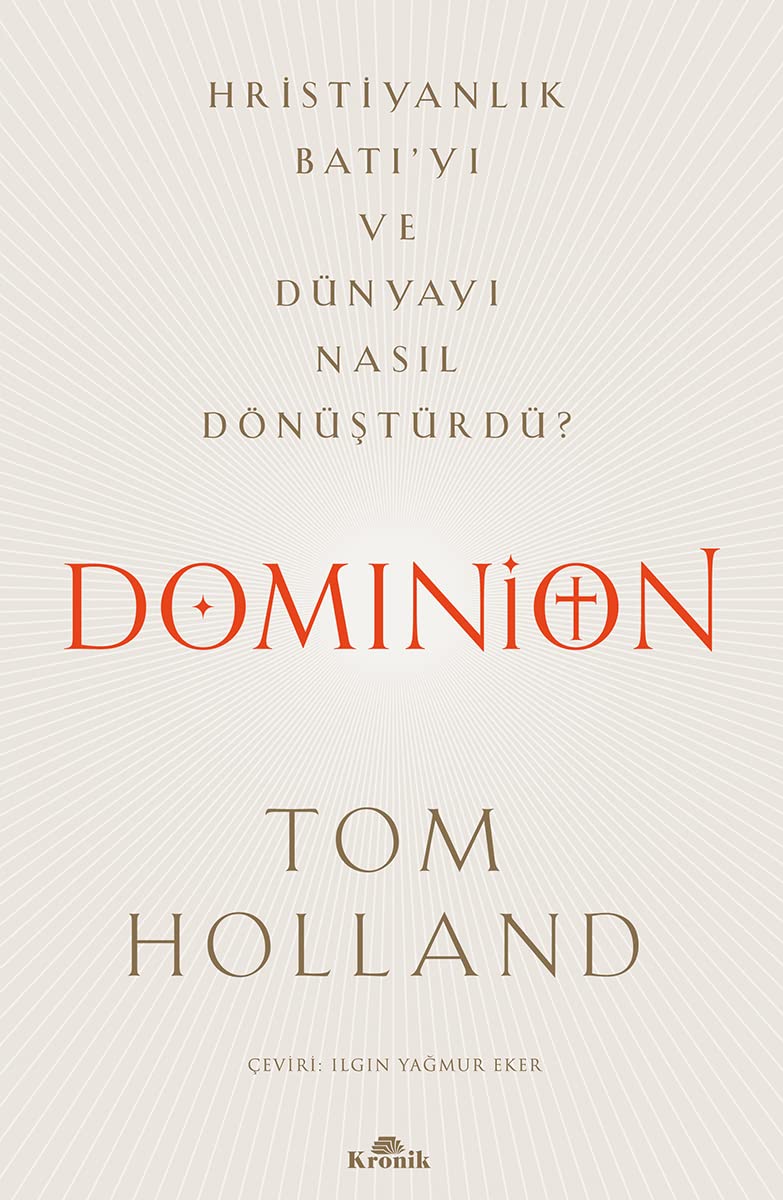 HRİSTİYANLIK
BATI'YI
VE
DÜNYAYI
NASIL
DÖNÜŞTÜRDÜ?
DOMINION
TOM
HOLLAND
ÇEVİRİ: ILGIN YAĞMUR EKER
Kronik